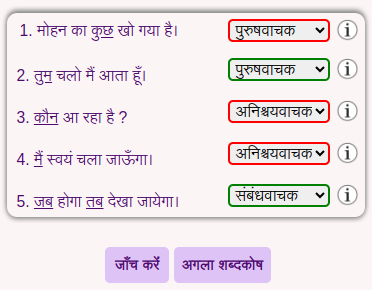 1. मोहन का कुछ खो गया है। पुरुषवाचक
2. तुम चलो मैं आता हूँ। पुरुषवाचक
3. कौन आ रहा है ? अनिश्चयवाचक
4. मैं स्वयं चला जाऊँगा। अनिश्चयवाचक
5. जब होगा तब देखा जायेगा। संबंधवाचक
जाँच करें अगला शब्दकोष